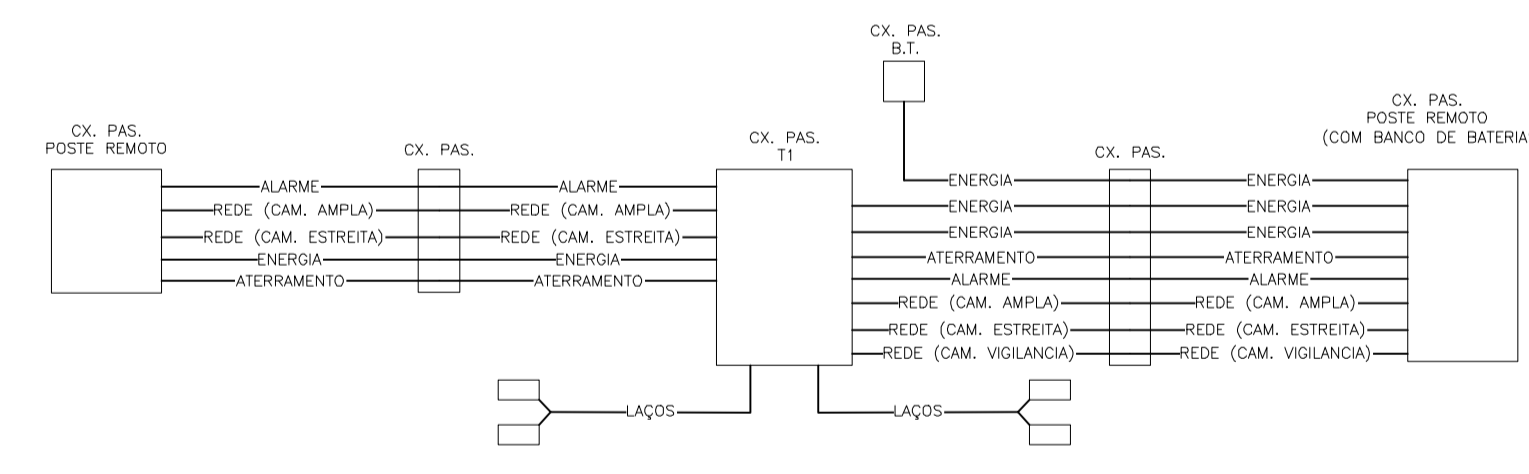 CX. PAS.
B.T.
CX. PAS.
POSTE REMOTO
(COM BANCO DE BATERIA
CX. PAS.
POSTE REMOTO
CX. PAS.
CX. PAS.
T1
CX. PAS.
ALARME
ALARME
REDE (CAM. AMPLA)
REDE (CAM. AMPLA)
REDE (CAM. ESTREITA)
REDE (CAM. ESTREITA)
ENERGIA
ENERGIA
ATERRAMENTO
ATERRAMENTO
ENERGIA
ENERGIA
ENERGIA
ENERGIA
ENERGIA
ENERGIA
ATERRAMENTO
ATERRAMENTO
ALARME
ALARME
REDE (CAM. AMPLA)
REDE (CAM. AMPLA)
REDE (CAM. ESTREITA)
REDE (CAM. ESTREITA)
REDE (CAM. VIGILANCIA)
REDE (CAM. VIGILANCIA)
LAÇOS
LAÇOS